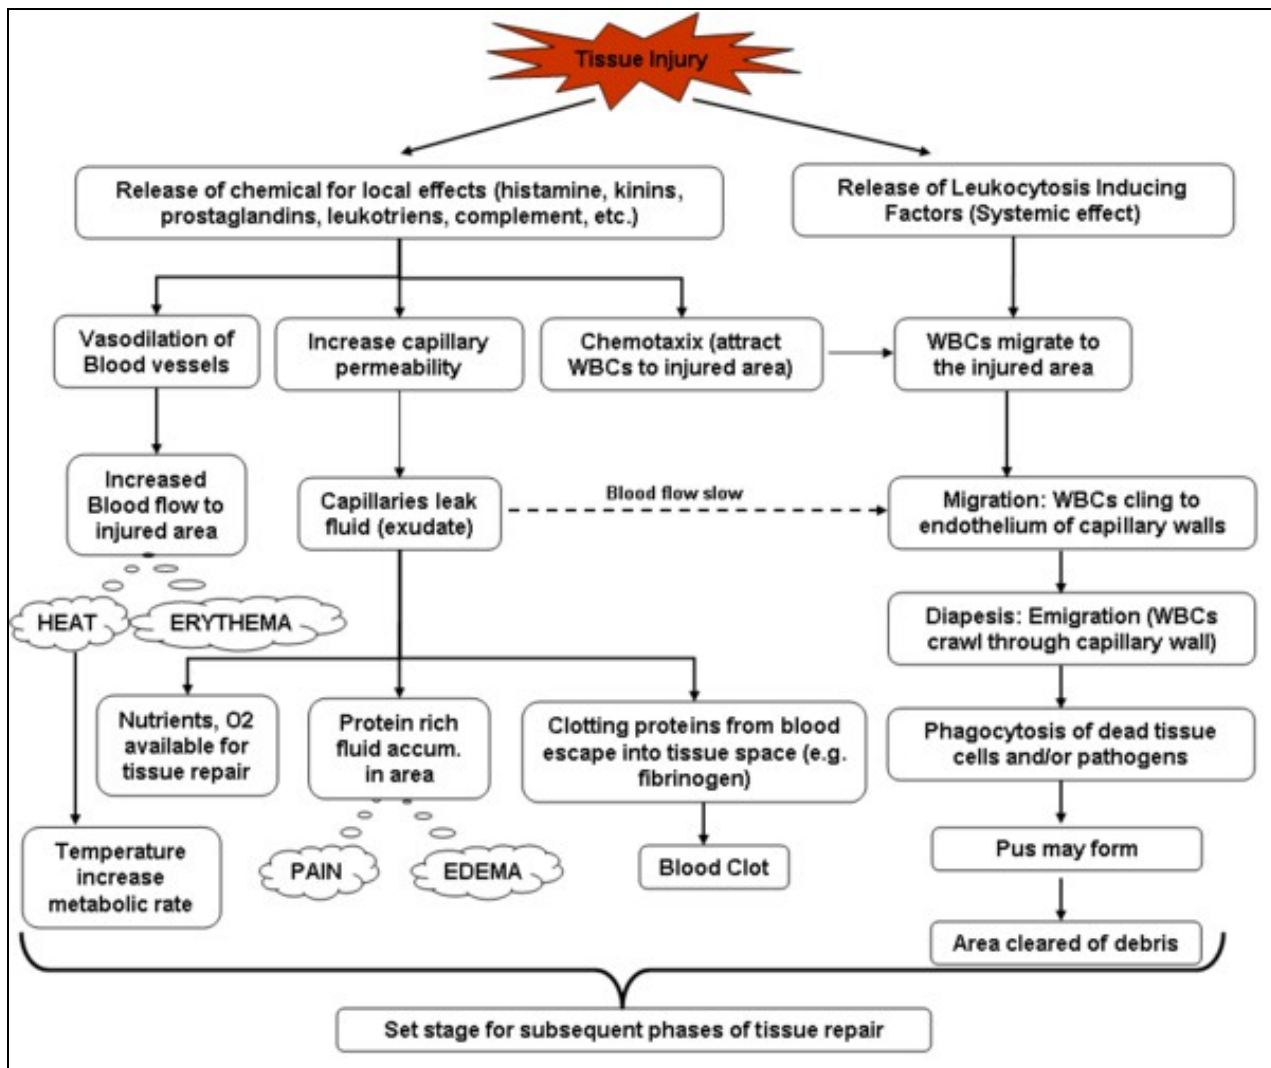 Tissue Injury
Release of chemical for local effects (histamine, kinins,
prostaglandins, leukotriens, complement, etc.)
Release of Leukocytosis Inducing
Factors (Systemic effect)
Vasodilation of
Blood vessels
Increase capillary
permeability
Chemotaxix (attract
WBCs to injured area)
WBCs migrate to
the injured area
Increased
Blood flow to
injured area
Capillaries leak
fluid (exudate)
Blood flow slow
Migration: WBCs cling to
endothelium of capillary walls
HEAT
ERYTHEMA
Diapesis: Emigration (WBCs
crawl through capillary wall)
Nutrients, O2
available for
tissue repair
Protein rich
fluid accum.
in area
Clotting proteins from blood
escape into tissue space (e.g.
fibrinogen)
Phagocytosis of dead tissue
cells and/or pathogens
Temperature
increase
metabolic rate
PAIN
EDEMA
Blood Clot
Pus may form
Area cleared of debris
Set stage for subsequent phases of tissue repair